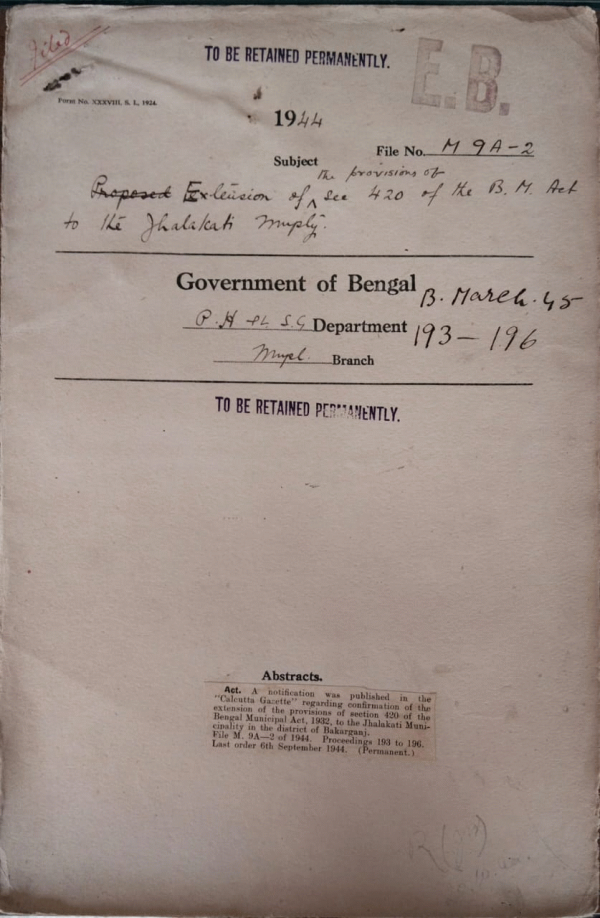 Filed
TO BE RETAINED PERMANENTLY.
E.B.
Form No. XXXVIII, S. L., 1924.
1944
File No. M 9A-2
Subject
the provisions of
Proposed Extension of sec 420 of the B. M. Act
to the Jhalakati Muply.
Government of Bengal
B. March. 45
P. H & L. S. G Department
193-196
Mupl. Branch
TO BE RETAINED PERMANENTLY.
Abstracts.
Act. A notification was published in the
"Calcutta Gazette" regarding confirmation of the
extension of the provisions of section 420 of the
Bengal Municipal Act, 1932, to the Jhalakati Muni-
cipality in the district of Bakarganj.
File M. 9A—2 of 1944. Proceedings 193 to 196.
Last order 6th September 1944. (Permanent.)